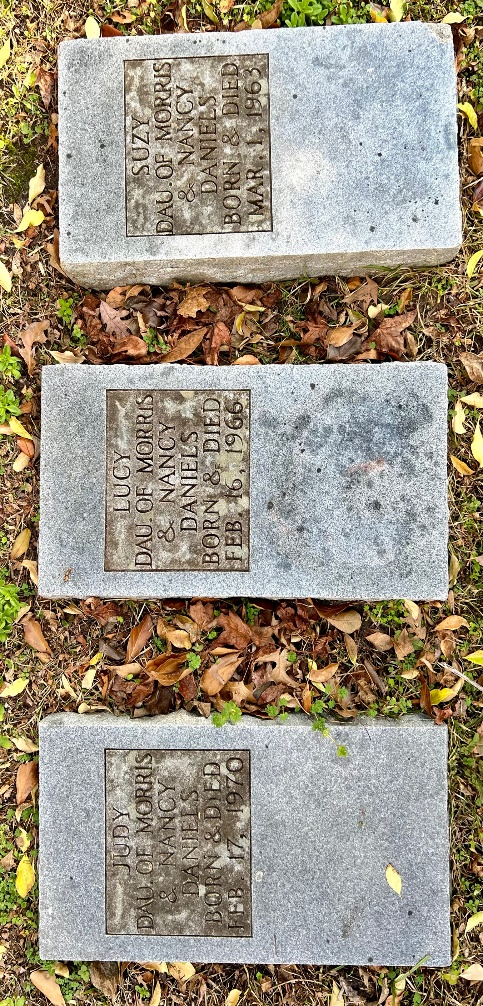 JUDY
DAU. OF MORRIS
& NANCY
DANIELS
BORN & DIED
FEB. 17, 1970
LUCY
DAU. OF MORRIS
& NANCY
DANIELS
BORN & DIED
FEB. 16, 1966
SUZY
DAU. OF MORRIS
& NANCY
DANIELS
BORN & DIED
MAR. 1, 1963